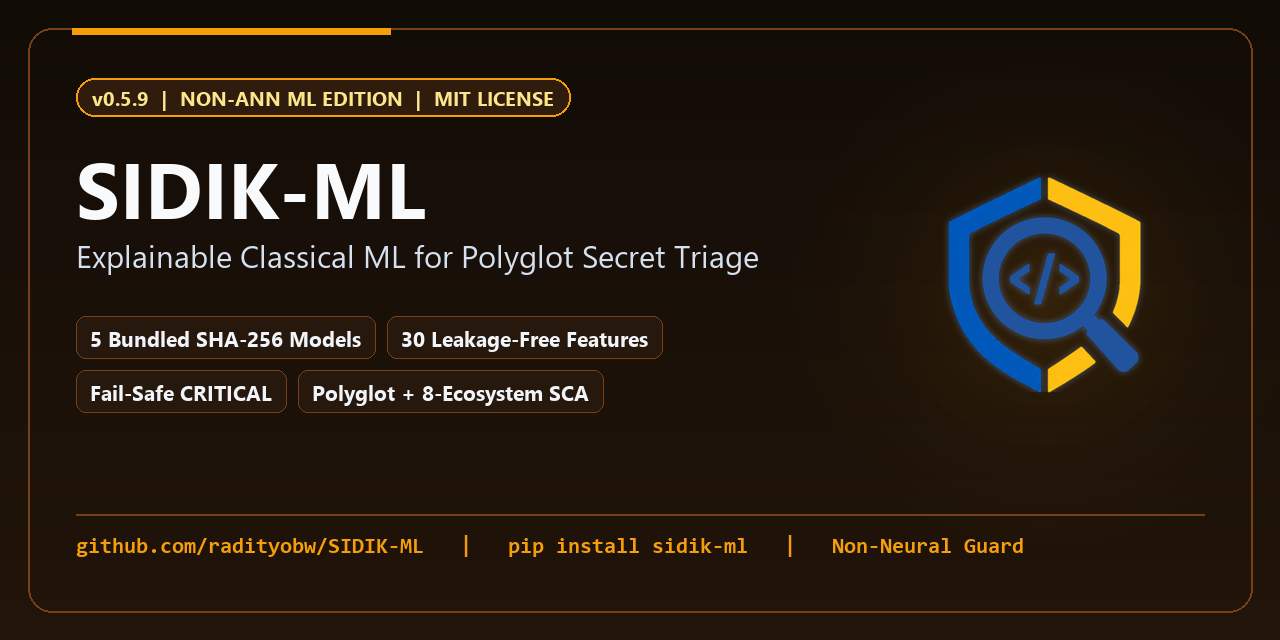 v0.5.9 | NON-ANN ML EDITION | MIT LICENSE
SIDIK-ML
Explainable Classical ML for Polyglot Secret Triage
5 Bundled SHA-256 Models
30 Leakage-Free Features
Fail-Safe CRITICAL
Polyglot + 8-Ecosystem SCA
</>
github.com/radityobw/SIDIK-ML | pip install sidik-ml | Non-Neural Guard